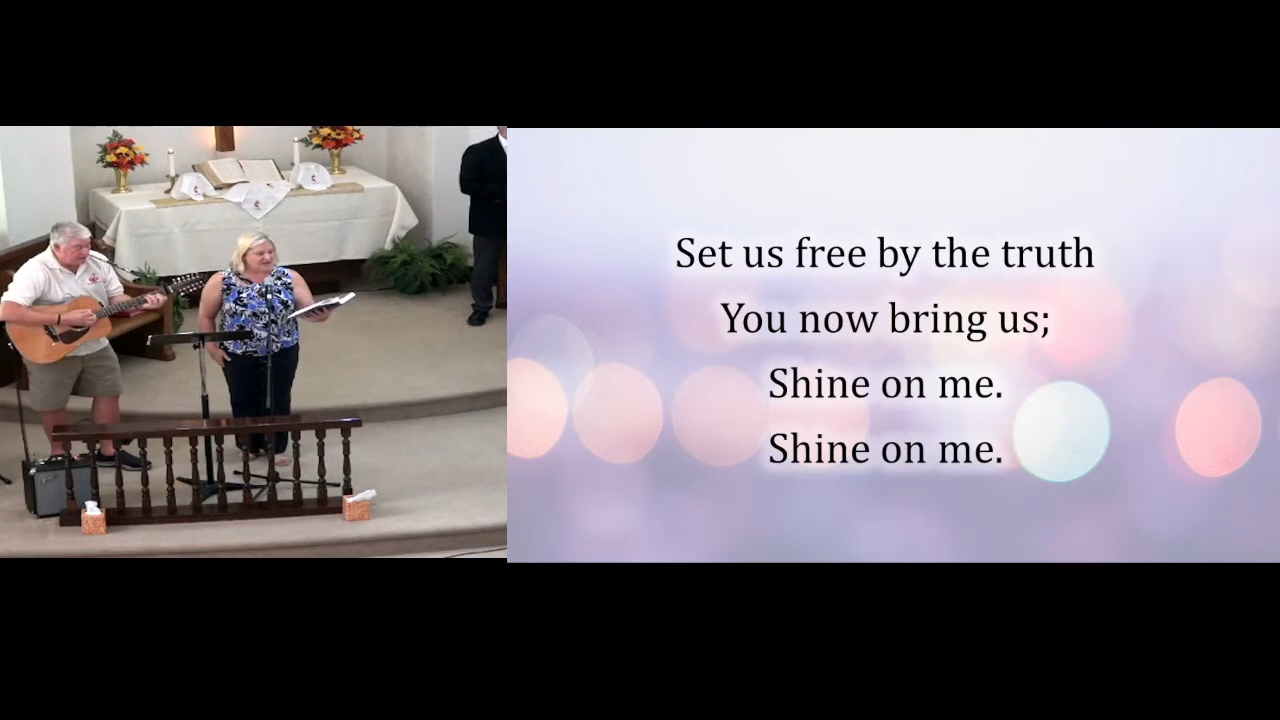 Set us free by the truth
You now bring us;
Shine on me.
Shine on me.